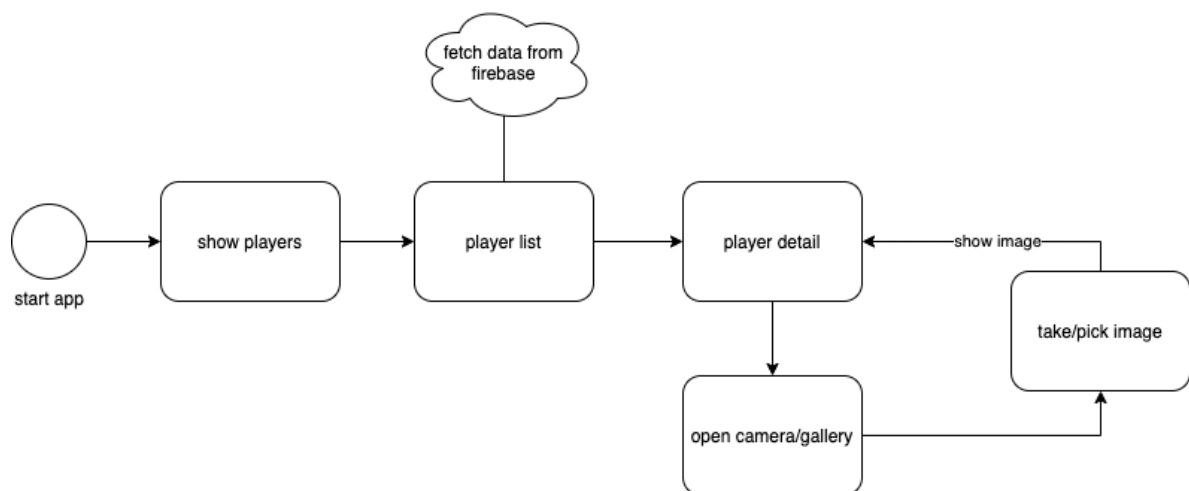 fetch data from
firebase
show players
player list
player detail
show image
start app
take/pick image
open camera/gallery